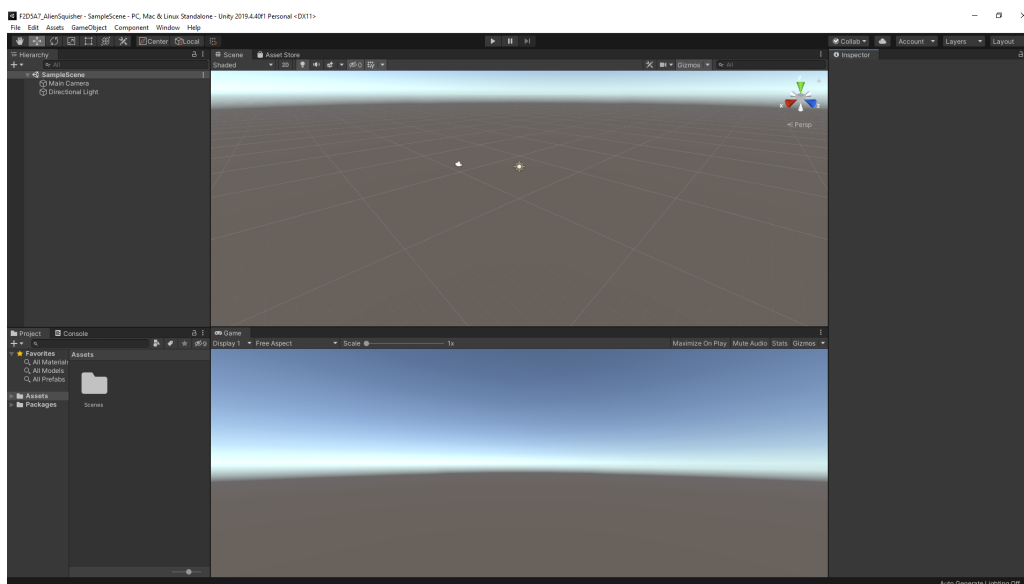 F2D5A7_AlienSquisher - SampleScene - PC, Mac & Linux Standalone - Unity 2019.4.40f1 Personal <DX11>
File Edit Assets GameObject Component Window Help
Center Local
Collab Account Layers Layout
Hierarchy
All
SampleScene
Main Camera
Directional Light
Scene Asset Store
Shaded 2D 0 Gizmos All
Persp
Inspector
Project Console
9
Favorites
All Material
All Models
All Prefabs
Assets
Packages
Assets
Scenes
Game
Display 1 Free Aspect Scale 1x Maximize On Play Mute Audio Stats Gizmos
Auto Generate Lighting Off